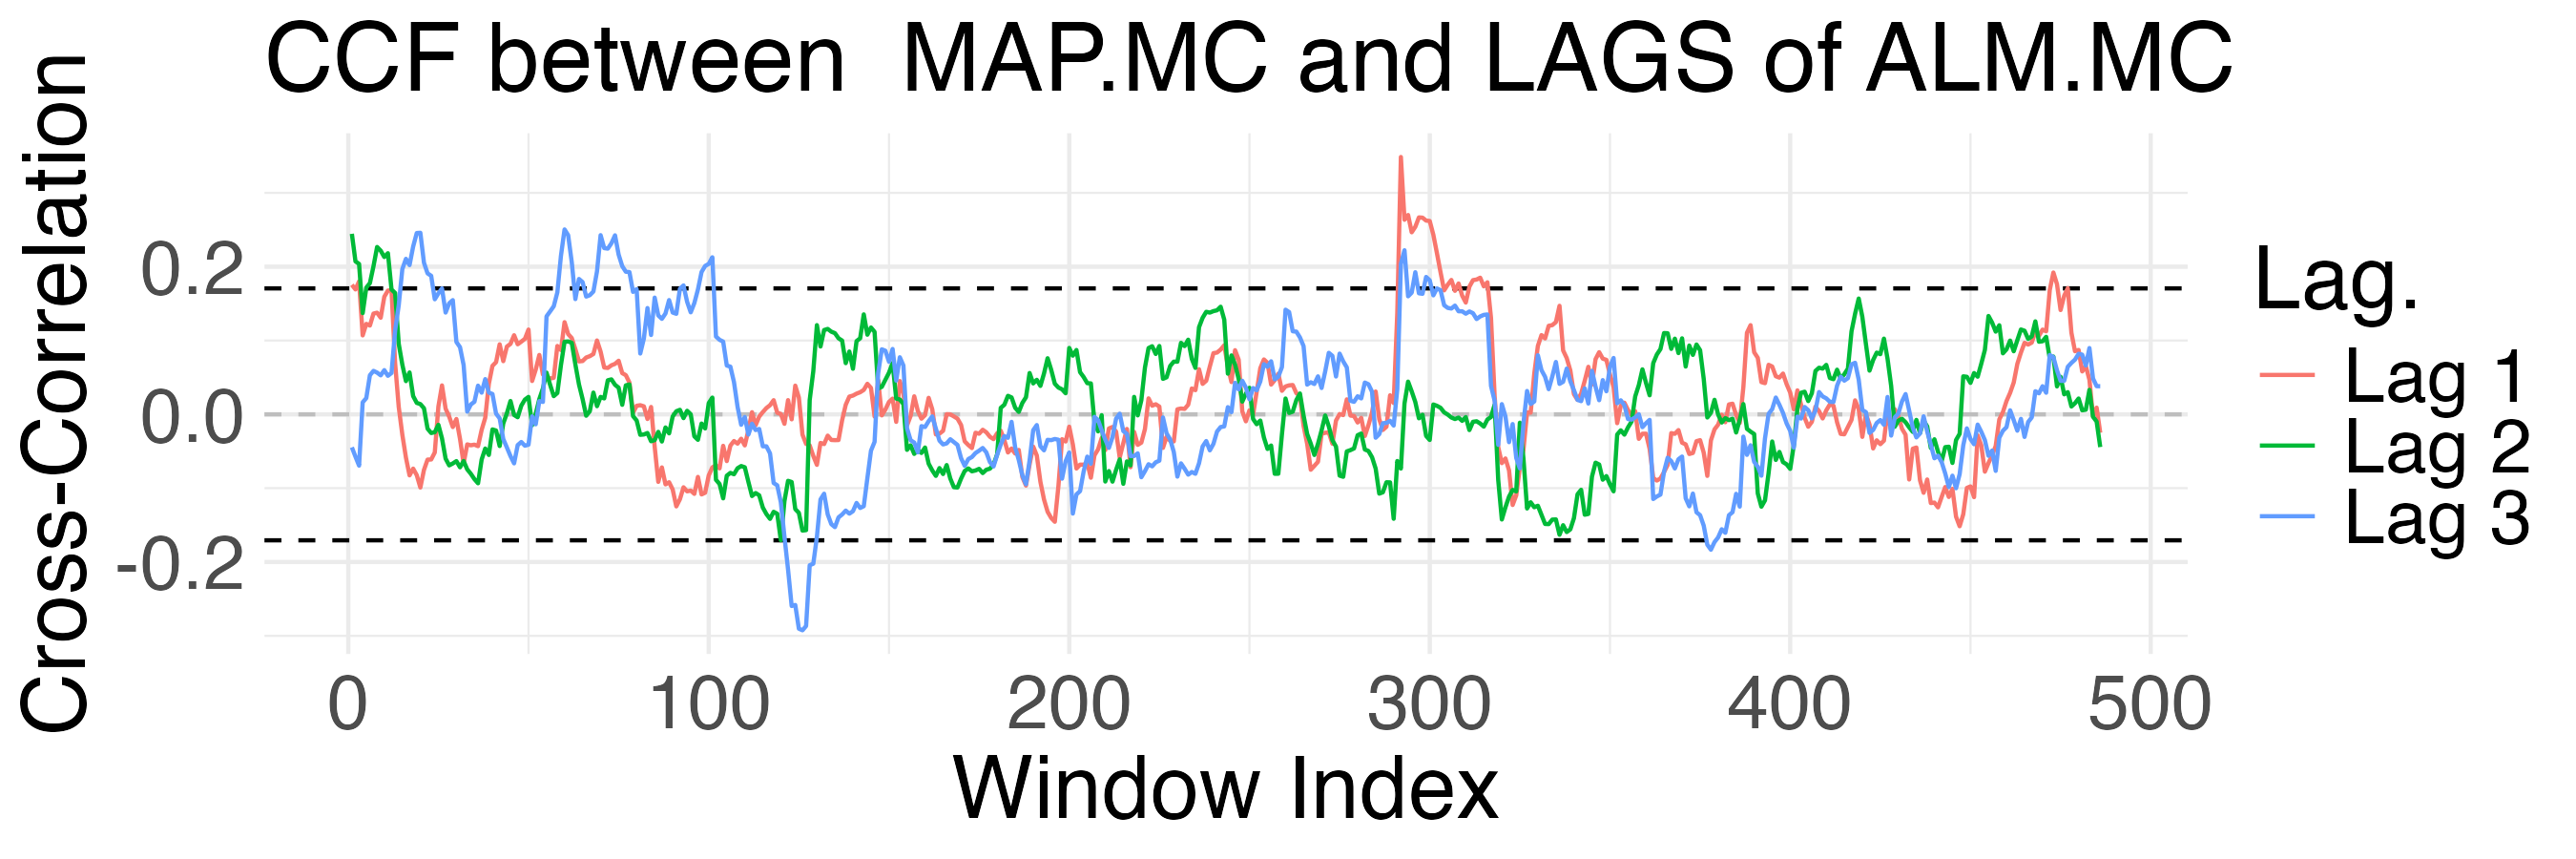 CCF between  MAP.MC and LAGS of ALM.MC
Cross-Correlation
0.2
0.0
-0.2
0 100 200 300 400 500
Window Index
Lag.
Lag 1
Lag 2
Lag 3